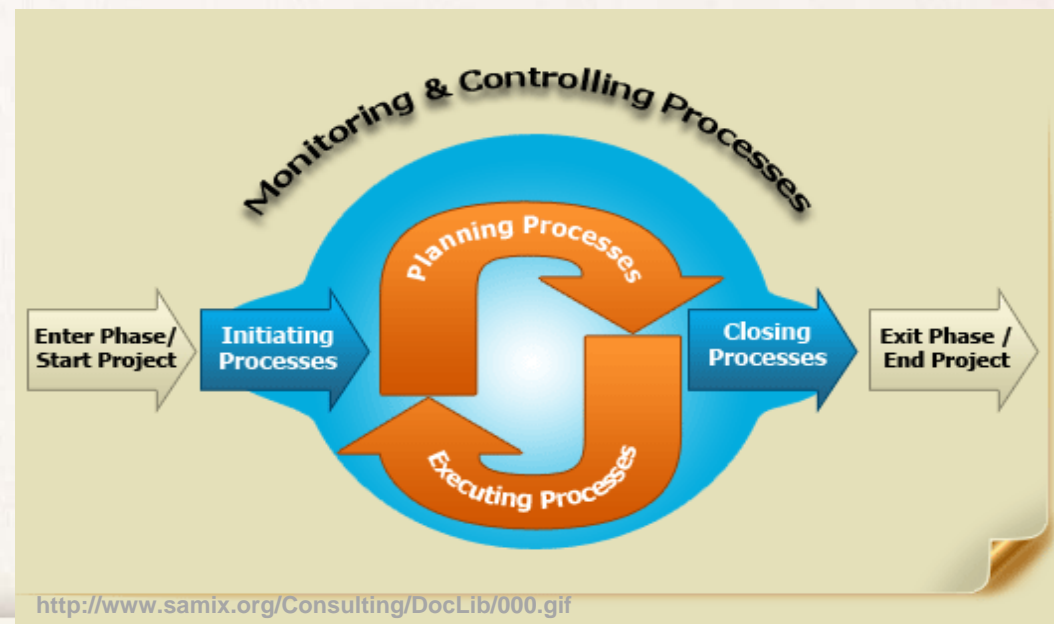 Monitoring & Controlling Processes
Planning Processes
Enter Phase/
Start Project
Initiating
Processes
Closing
Processes
Exit Phase /
End Project
Executing Processes
http://www.samix.org/Consulting/DocLib/000.gif